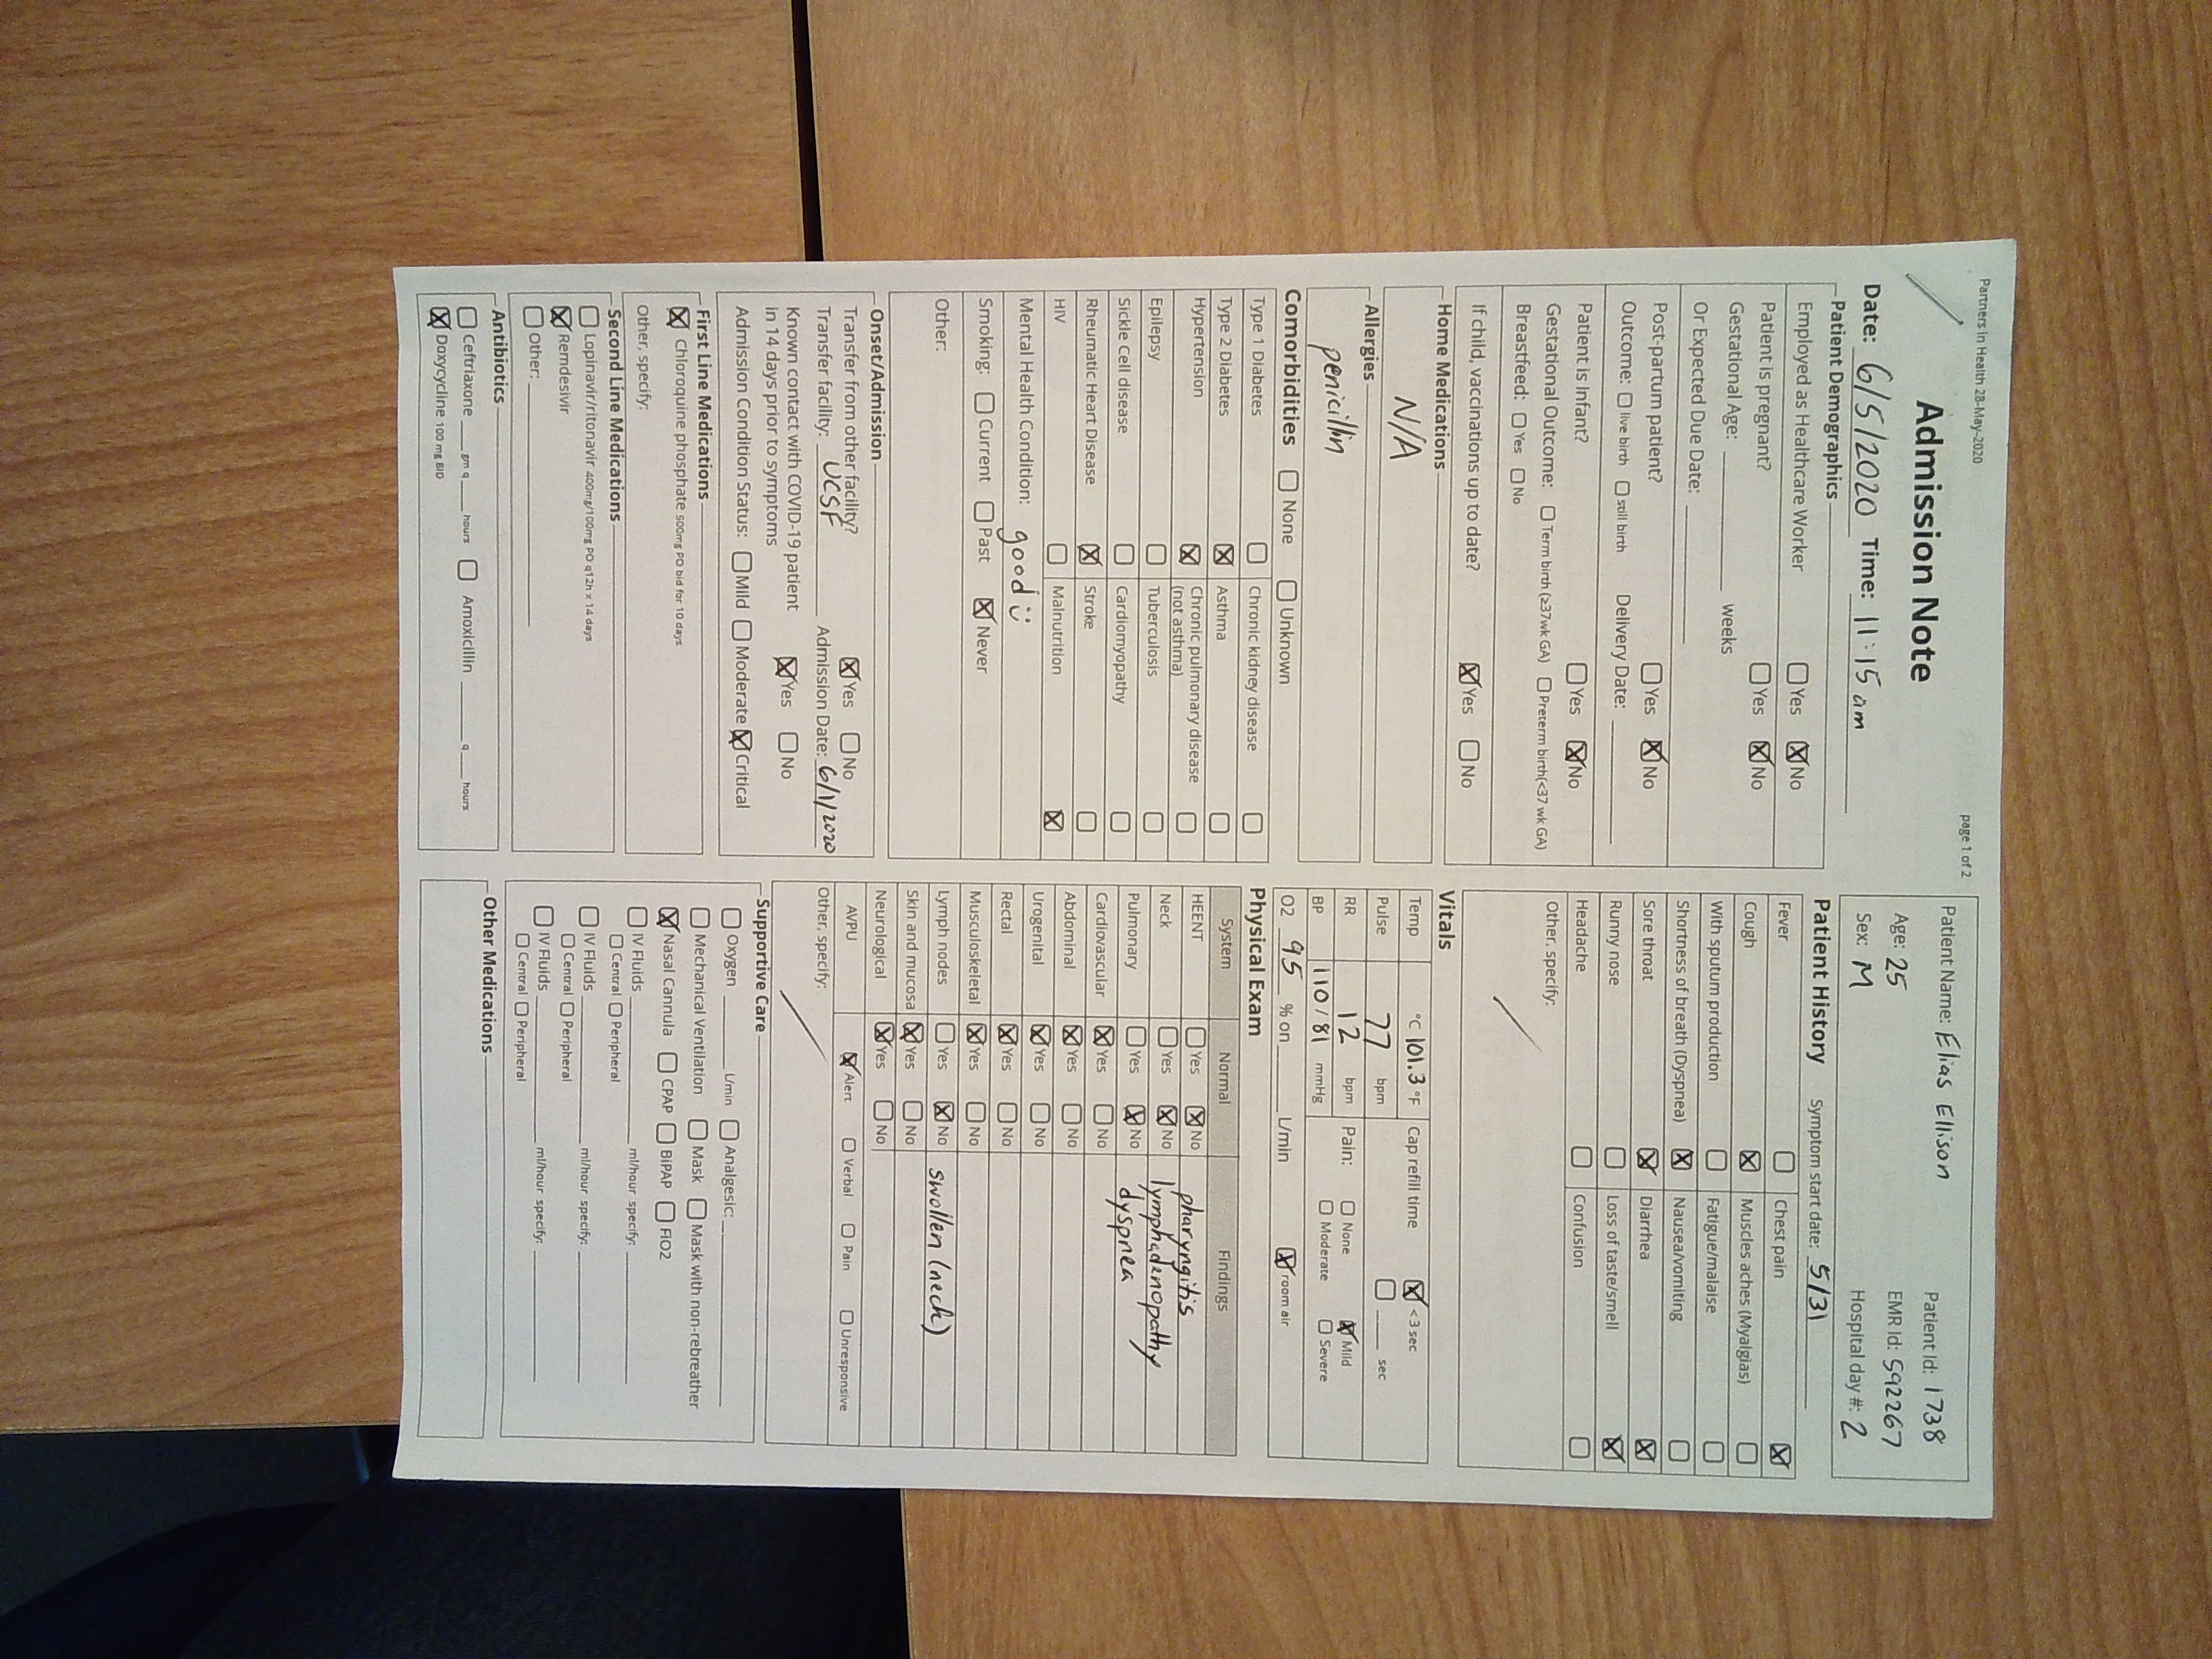 Partners In Health 28-May-2020
page 1 of 2
Admission Note
Date: 6/5/2020 Time: 11:15 am
Patient Demographics
Employed as Healthcare Worker ☐ Yes ☒ No
Patient is pregnant? ☐ Yes ☒ No
Gestational Age: ______ weeks
Or Expected Due Date: ______
Post-partum patient? ☐ Yes ☒ No
Outcome: ☐ live birth ☐ still birth Delivery Date: ______
Patient is Infant? ☐ Yes ☒ No
Gestational Outcome: ☐ Term birth (≥37wk GA) ☐ Preterm birth(<37 wk GA)
Breastfeed: ☐ Yes ☐ No
If child, vaccinations up to date? ☒ Yes ☐ No
Home Medications
N/A
Allergies
penicillin
Comorbidities ☐ None ☐ Unknown
Type 1 Diabetes ☐ Chronic kidney disease ☐
Type 2 Diabetes ☒ Asthma ☐
Hypertension ☒ Chronic pulmonary disease ☐
(not asthma)
Epilepsy ☐ Tuberculosis ☐
Sickle Cell disease ☐ Cardiomyopathy ☐
Rheumatic Heart Disease ☒ Stroke ☐
HIV ☐ Malnutrition ☒
Mental Health Condition: good :)
Smoking: ☐ Current ☐ Past ☒ Never
Other:
Onset/Admission
Transfer from other facility? ☒ Yes ☐ No
Transfer facility: UCSF Admission Date: 6/1/2020
Known contact with COVID-19 patient
in 14 days prior to symptoms ☒ Yes ☐ No
Admission Condition Status: ☐ Mild ☐ Moderate ☒ Critical
First Line Medications
☒ Chloroquine phosphate 500mg PO bid for 10 days
Other, specify:
Second Line Medications
☐ Lopinavir/ritonavir 400mg/100mg PO q12h x 14 days
☒ Remdesivir
☐ Other: ______
Antibiotics
☐ Ceftriaxone ___ gm q ___ hours ☐ Amoxicillin ___ q ___ hours
☒ Doxycycline 100 mg BID
Patient Name: Elias Ellison Patient Id: 1738
Age: 25 EMR Id: 592267
Sex: M Hospital day #: 2
Patient History Symptom start date: 5/31
Fever ☐ Chest pain ☒
Cough ☒ Muscles aches (Myalgias) ☐
With sputum production ☐ Fatigue/malaise ☐
Shortness of breath (Dyspnea) ☒ Nausea/vomiting ☐
Sore throat ☒ Diarrhea ☒
Runny nose ☐ Loss of taste/smell ☒
Headache ☐ Confusion ☐
Other, specify:
Vitals
Temp °C 101.3 °F Cap refill time ☒ <3 sec
Pulse 77 bpm ☐ ___ sec
RR 12 bpm Pain: ☐ None ☒ Mild
BP 110/81 mmHg ☐ Moderate ☐ Severe
O2 95 % on ______ L/min ☒ room air
Physical Exam
System Normal Findings
HEENT ☐ Yes ☒ No pharyngitis
Neck ☐ Yes ☒ No lymphadenopathy
Pulmonary ☐ Yes ☒ No dyspnea
Cardiovascular ☒ Yes ☐ No
Abdominal ☒ Yes ☐ No
Urogenital ☒ Yes ☐ No
Rectal ☒ Yes ☐ No
Musculoskeletal ☒ Yes ☐ No
Lymph nodes ☐ Yes ☒ No swollen (neck)
Skin and mucosa ☒ Yes ☐ No
Neurological ☒ Yes ☐ No
AVPU ☒ Alert ☐ Verbal ☐ Pain ☐ Unresponsive
Other, specify:
Supportive Care
☐ Oxygen ______ L/min ☐ Analgesic: ______
☐ Mechanical Ventilation ☐ Mask ☐ Mask with non-rebreather
☒ Nasal Cannula ☐ CPAP ☐ BiPAP ☐ FiO2
☐ IV Fluids ______ ml/hour specify: ______
☐ Central ☐ Peripheral
☐ IV Fluids ______ ml/hour specify: ______
☐ Central ☐ Peripheral
☐ IV Fluids ______ ml/hour specify: ______
☐ Central ☐ Peripheral
Other Medications